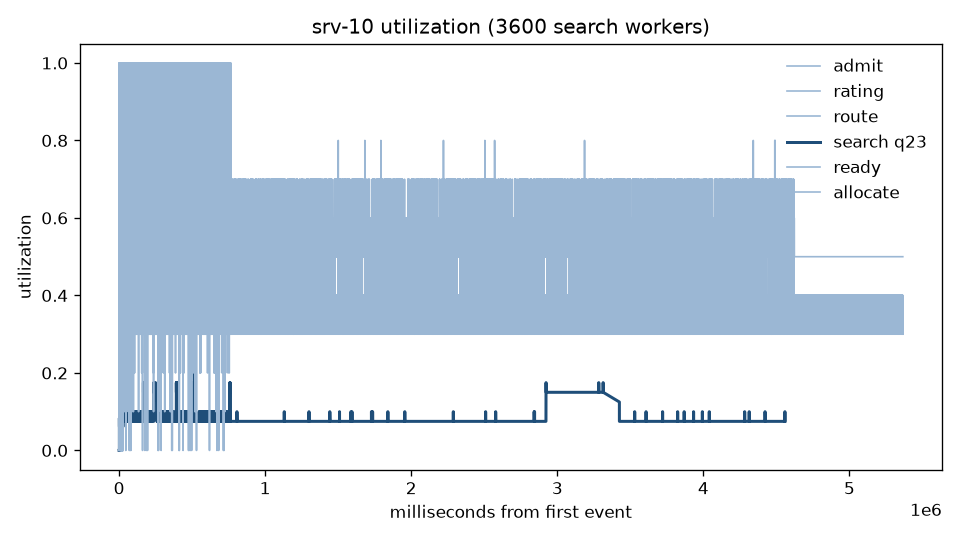 srv-10 utilization (3600 search workers)
utilization
1.0
0.8
0.6
0.4
0.2
0.0
admit
rating
route
search q23
ready
allocate
0 1 2 3 4 5
1e6
milliseconds from first event